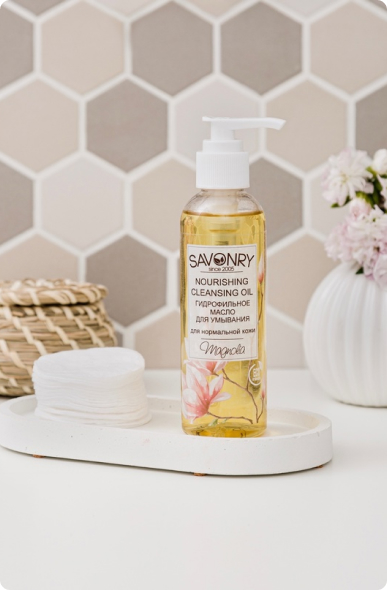 SAVONRY
since 2005
NOURISHING
CLEANSING OIL
ГИДРОФИЛЬНОЕ
МАСЛО
ДЛЯ УМЫВАНИЯ
для нормальной кожи
Magnolia